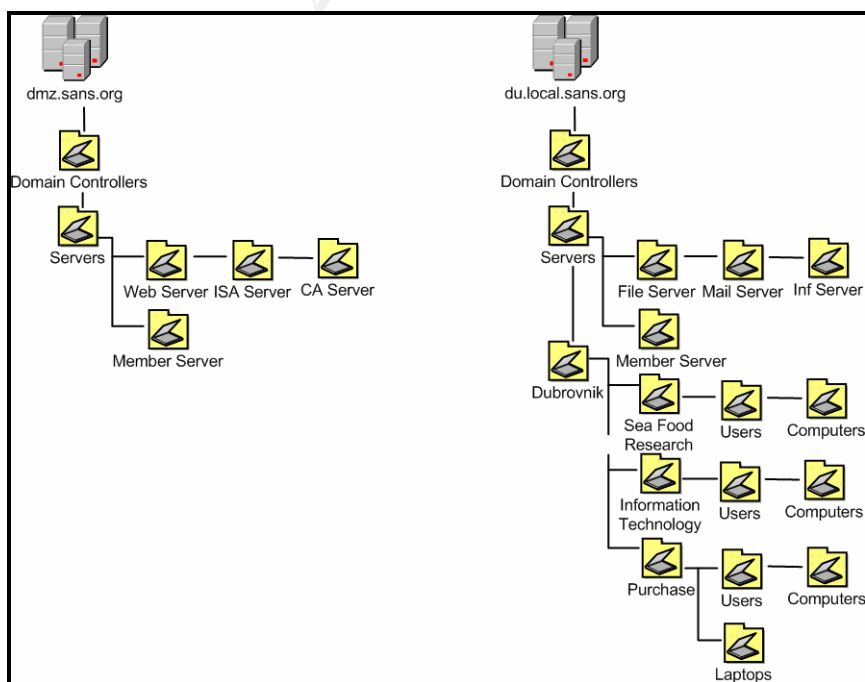 dmz.sans.org
Domain Controllers
Servers
Web Server
ISA Server
CA Server
Member Server
du.local.sans.org
Domain Controllers
Servers
File Server
Mail Server
Inf Server
Member Server
Dubrovnik
Sea Food
Research
Users
Computers
Information
Technology
Users
Computers
Purchase
Users
Computers
Laptops